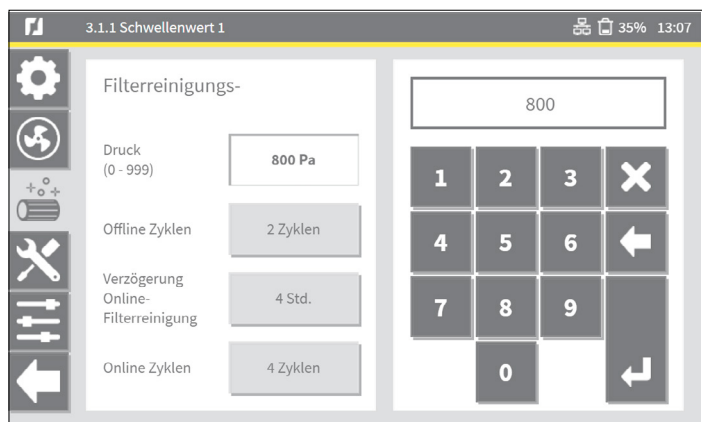 3.1.1 Schwellenwert 1
35% 13:07
Filterreinigungs-
Druck
(0 - 999)
800 Pa
Offline Zyklen
2 Zyklen
Verzögerung
Online-
Filterreinigung
4 Std.
Online Zyklen
4 Zyklen
800
1 2 3
4 5 6
7 8 9
0